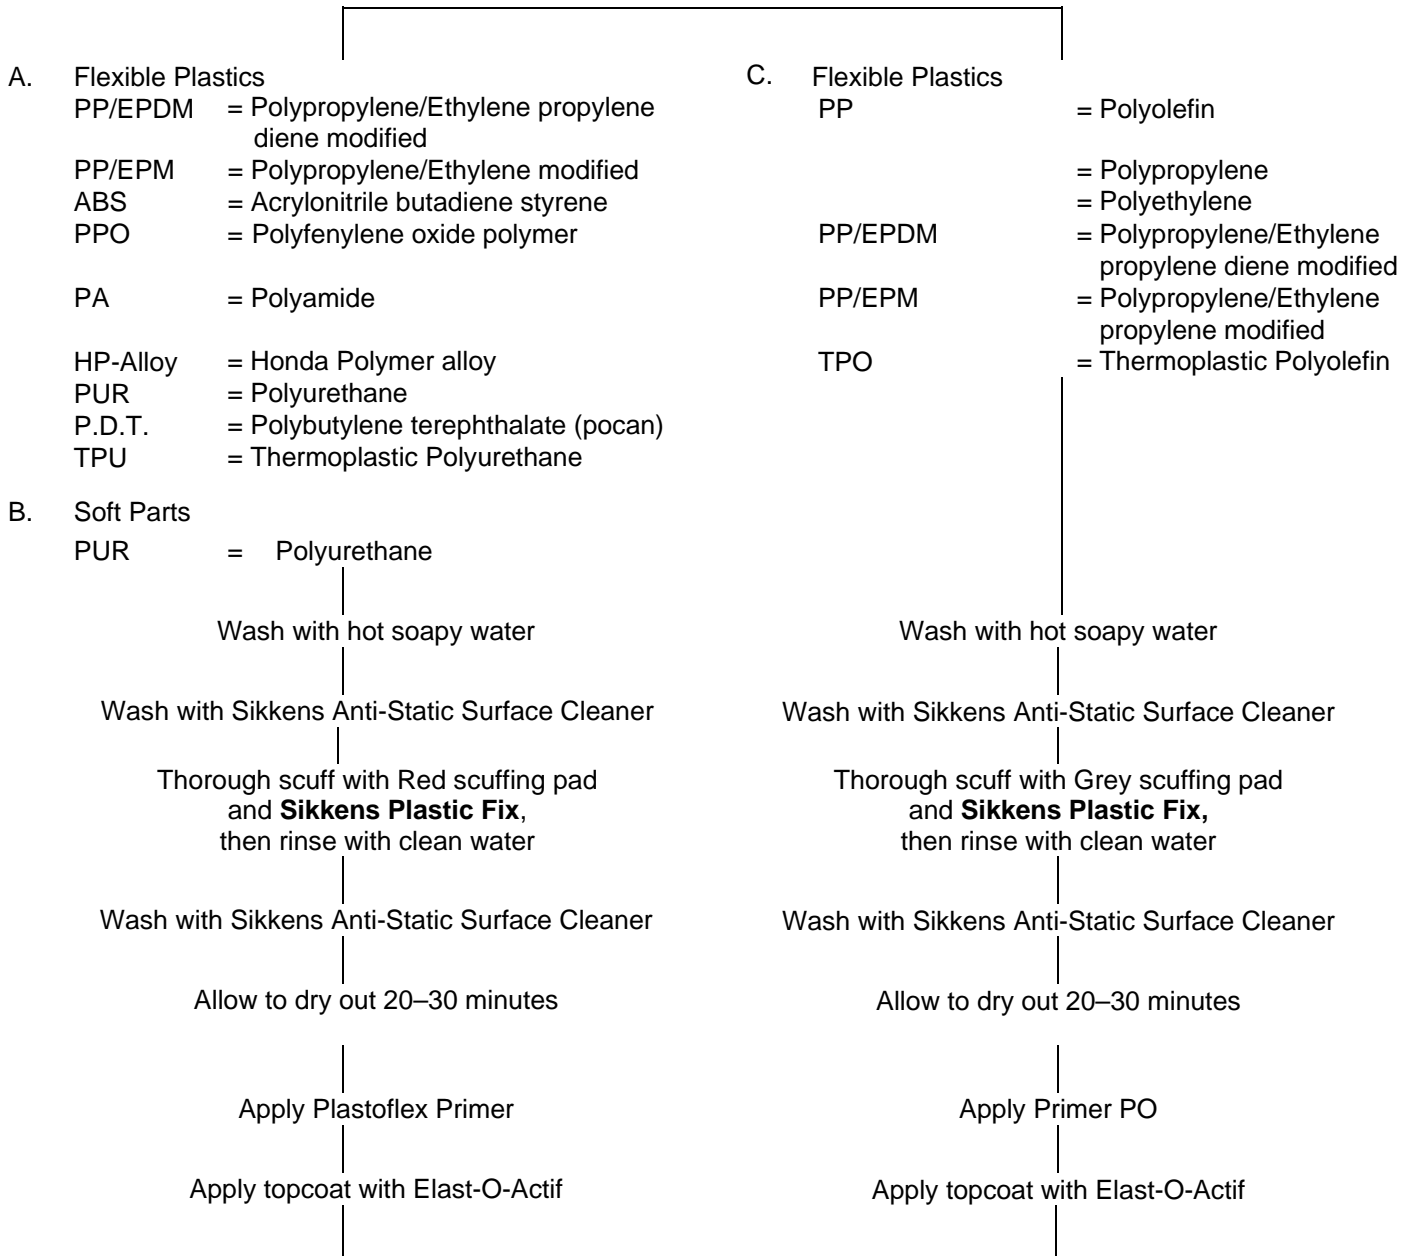 A. Flexible Plastics
PP/EPDM = Polypropylene/Ethylene propylene
diene modified
PP/EPM = Polypropylene/Ethylene modified
ABS = Acrylonitrile butadiene styrene
PPO = Polyfenylene oxide polymer
PA = Polyamide
HP-Alloy = Honda Polymer alloy
PUR = Polyurethane
P.D.T. = Polybutylene terephthalate (pocan)
TPU = Thermoplastic Polyurethane
B. Soft Parts
PUR = Polyurethane
Wash with hot soapy water
Wash with Sikkens Anti-Static Surface Cleaner
Thorough scuff with Red scuffing pad
and Sikkens Plastic Fix,
then rinse with clean water
Wash with Sikkens Anti-Static Surface Cleaner
Allow to dry out 20–30 minutes
Apply Plastoflex Primer
Apply topcoat with Elast-O-Actif
C. Flexible Plastics
PP = Polyolefin
= Polypropylene
= Polyethylene
PP/EPDM = Polypropylene/Ethylene
propylene diene modified
PP/EPM = Polypropylene/Ethylene
propylene modified
TPO = Thermoplastic Polyolefin
Wash with hot soapy water
Wash with Sikkens Anti-Static Surface Cleaner
Thorough scuff with Grey scuffing pad
and Sikkens Plastic Fix,
then rinse with clean water
Wash with Sikkens Anti-Static Surface Cleaner
Allow to dry out 20–30 minutes
Apply Primer PO
Apply topcoat with Elast-O-Actif